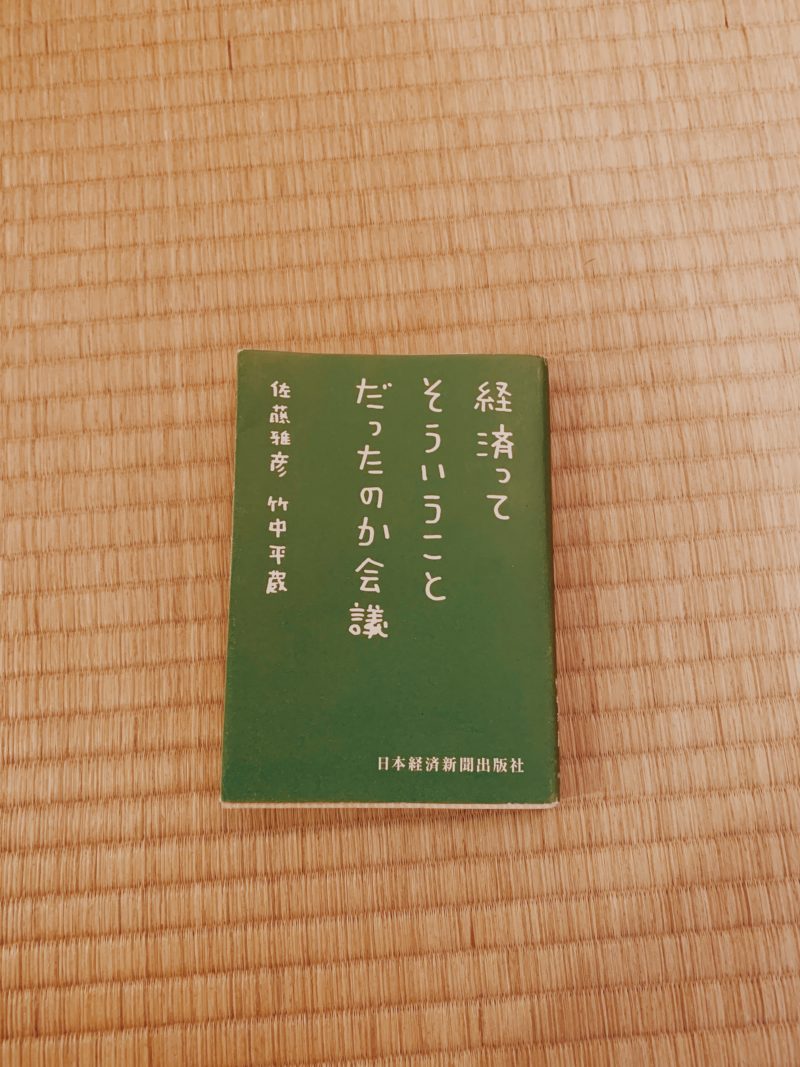 経済って
そういうこと
だったのか会議
佐藤雅彦 竹中平蔵
日本経済新聞出版社